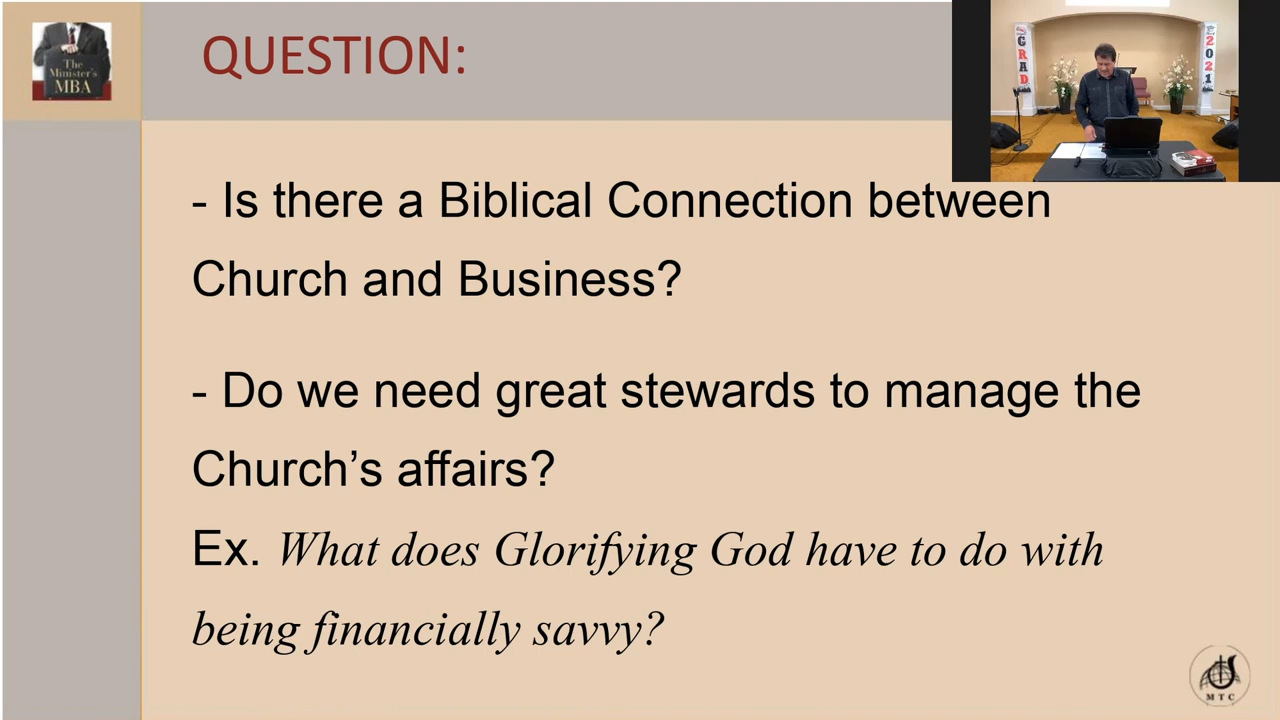 The
Minister's
MBA
QUESTION:
GRAD
2021
- Is there a Biblical Connection between
Church and Business?
- Do we need great stewards to manage the
Church’s affairs?
Ex. What does Glorifying God have to do with
being financially savvy?
MTC